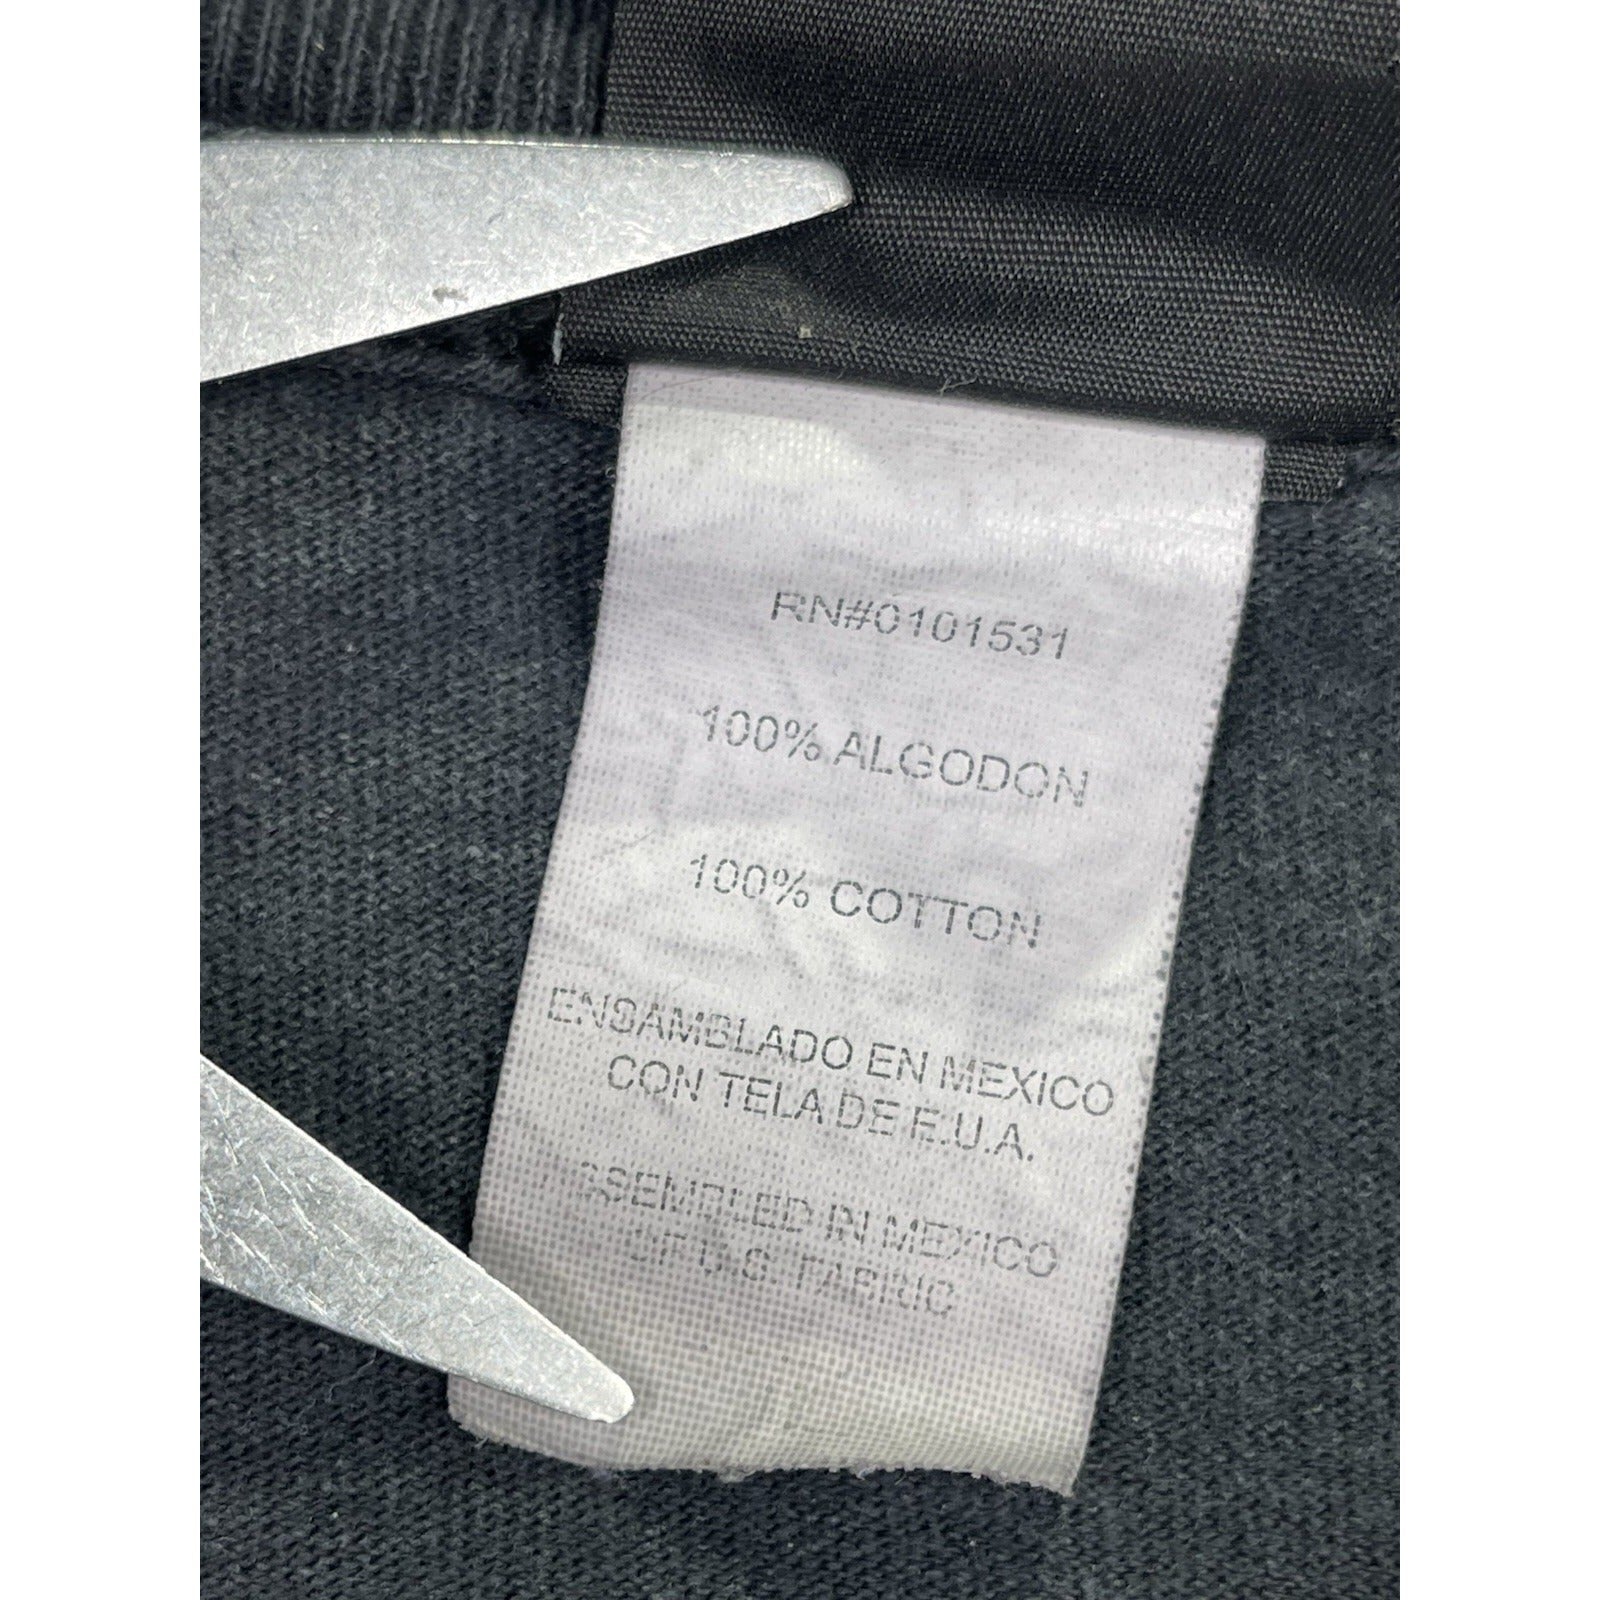 RN#0101531
100% ALGODON
100% COTTON
ENSAMBLADO EN MEXICO
CON TELA DE E.U.A.
ASSEMBLED IN MEXICO
OF U.S. FABRIC